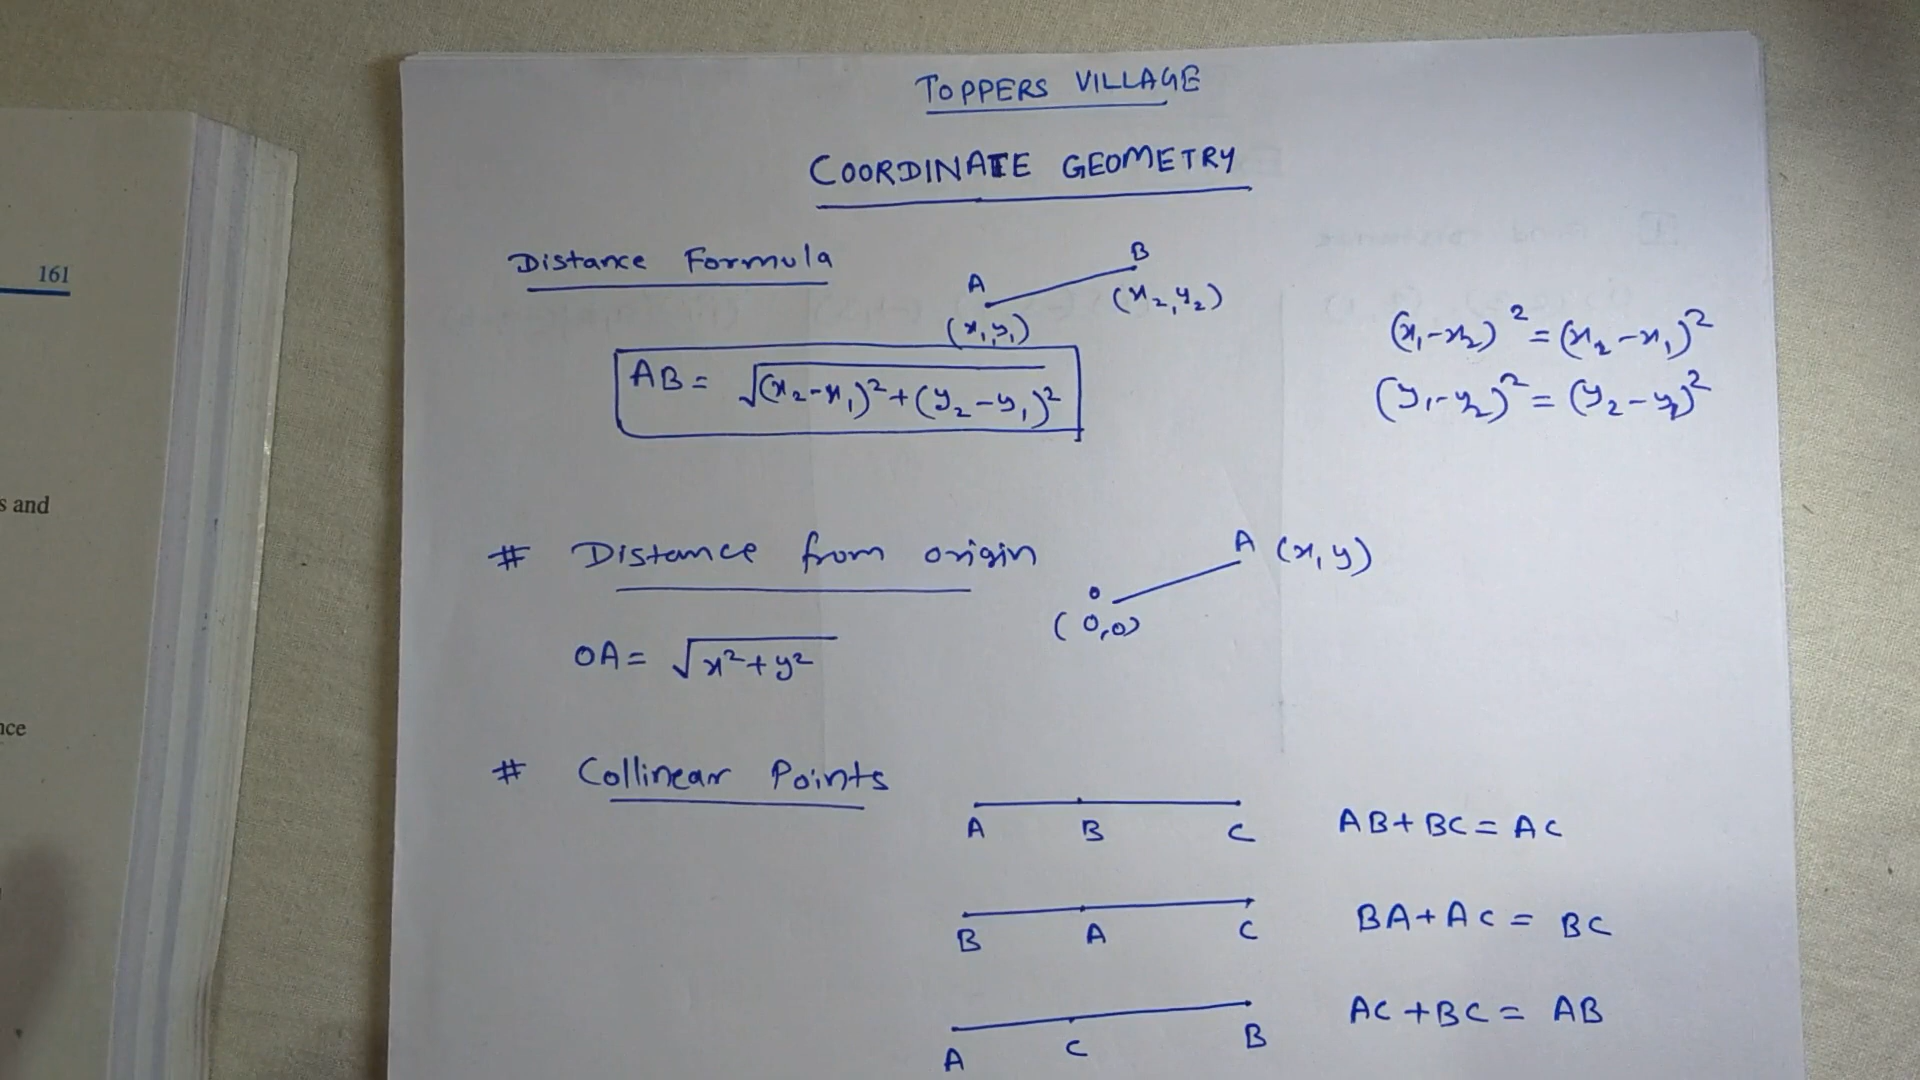 TOPPERS VILLAGE
COORDINATE GEOMETRY
Distance Formula
A
B
(x₁,y₁)
(x₂,y₂)
AB = √(x₂-x₁)²+(y₂-y₁)²
(x₁-x₂)²=(x₂-x₁)²
(y₁-y₂)²=(y₂-y₁)²
# Distance from origin
A (x,y)
O
(0,0)
OA = √x²+y²
# Collinear Points
A B C AB+BC=AC
B A C BA+AC = BC
A C B AC+BC = AB
161
s and
nce